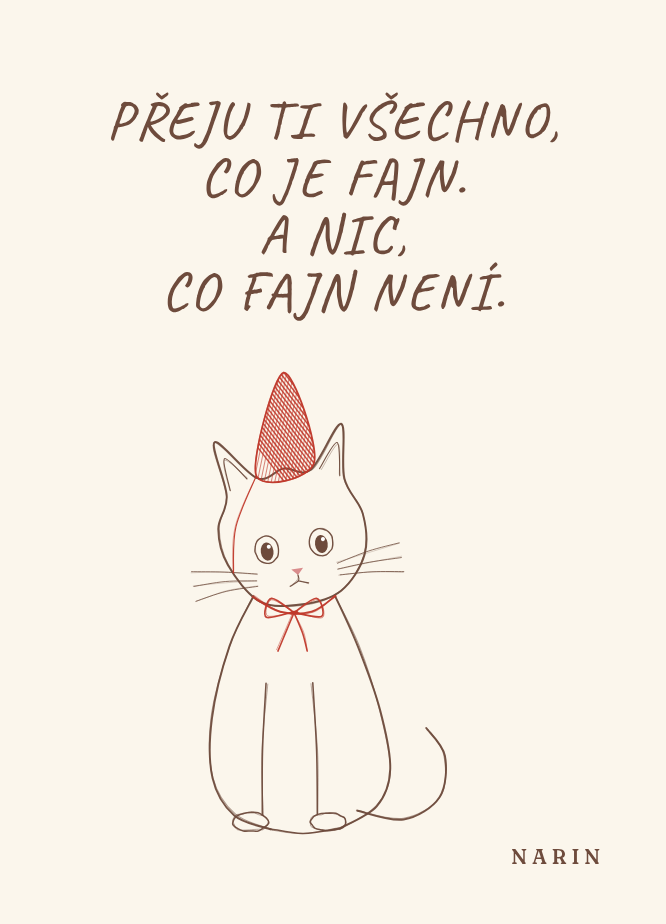 PŘEJU TI VŠECHNO,
CO JE FAJN.
A NIC,
CO FAJN NENÍ.
NARIN